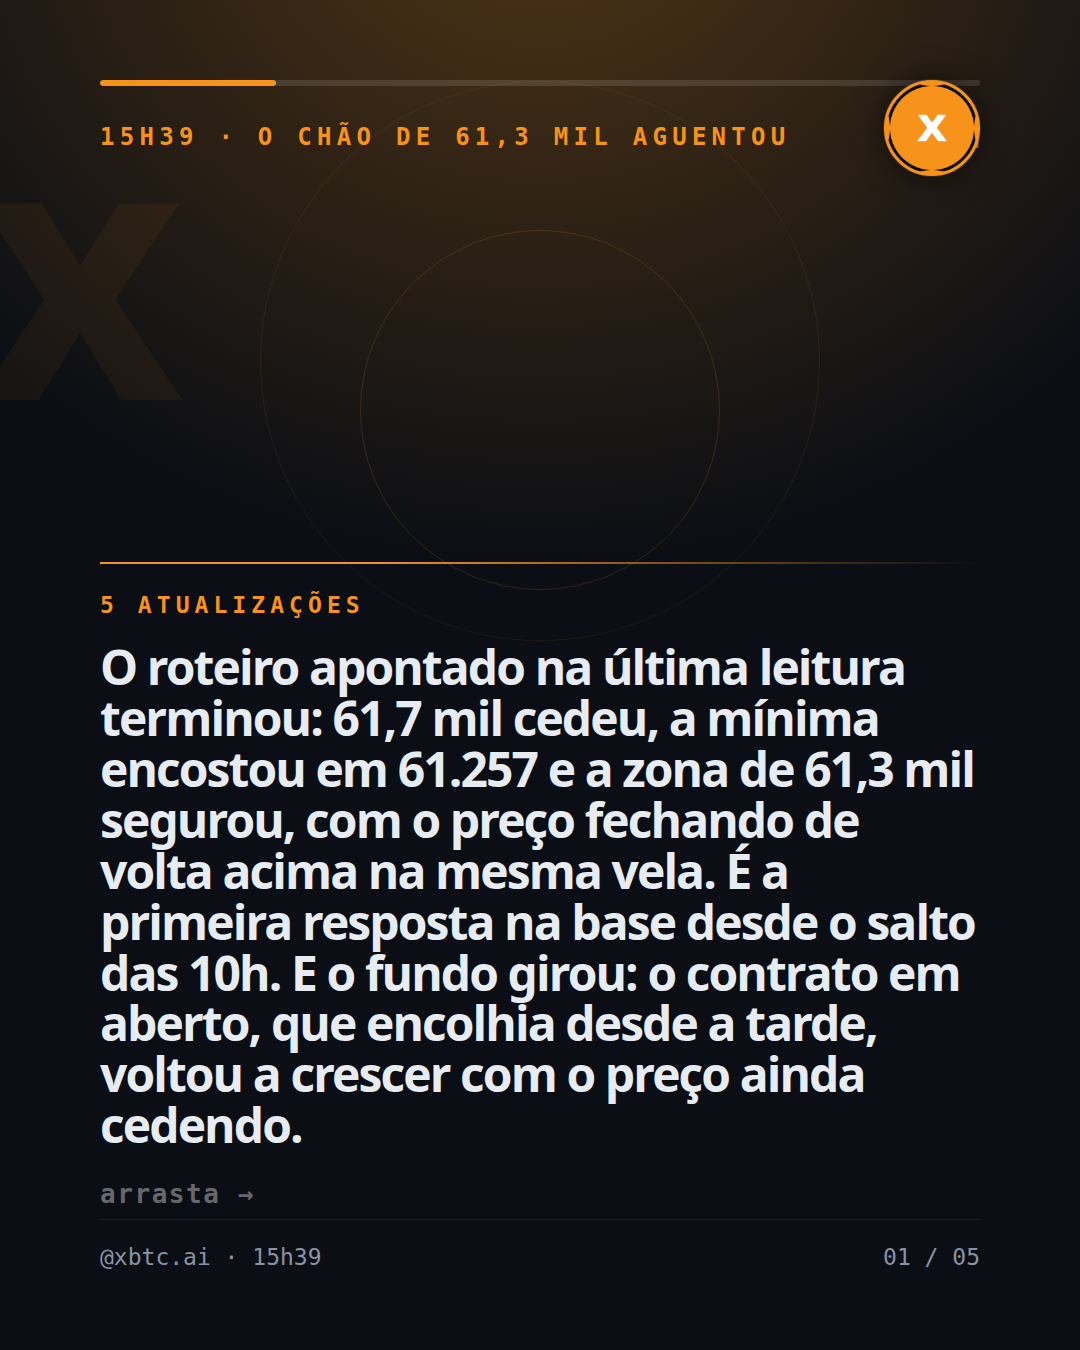 15H39 · O CHÃO DE 61,3 MIL AGUENTOU
x
x
5 ATUALIZAÇÕES
O roteiro apontado na última leitura
terminou: 61,7 mil cedeu, a mínima
encostou em 61.257 e a zona de 61,3 mil
segurou, com o preço fechando de
volta acima na mesma vela. É a
primeira resposta na base desde o salto
das 10h. E o fundo girou: o contrato em
aberto, que encolhia desde a tarde,
voltou a crescer com o preço ainda
cedendo.
arrasta →
@xbtc.ai · 15h39
01 / 05